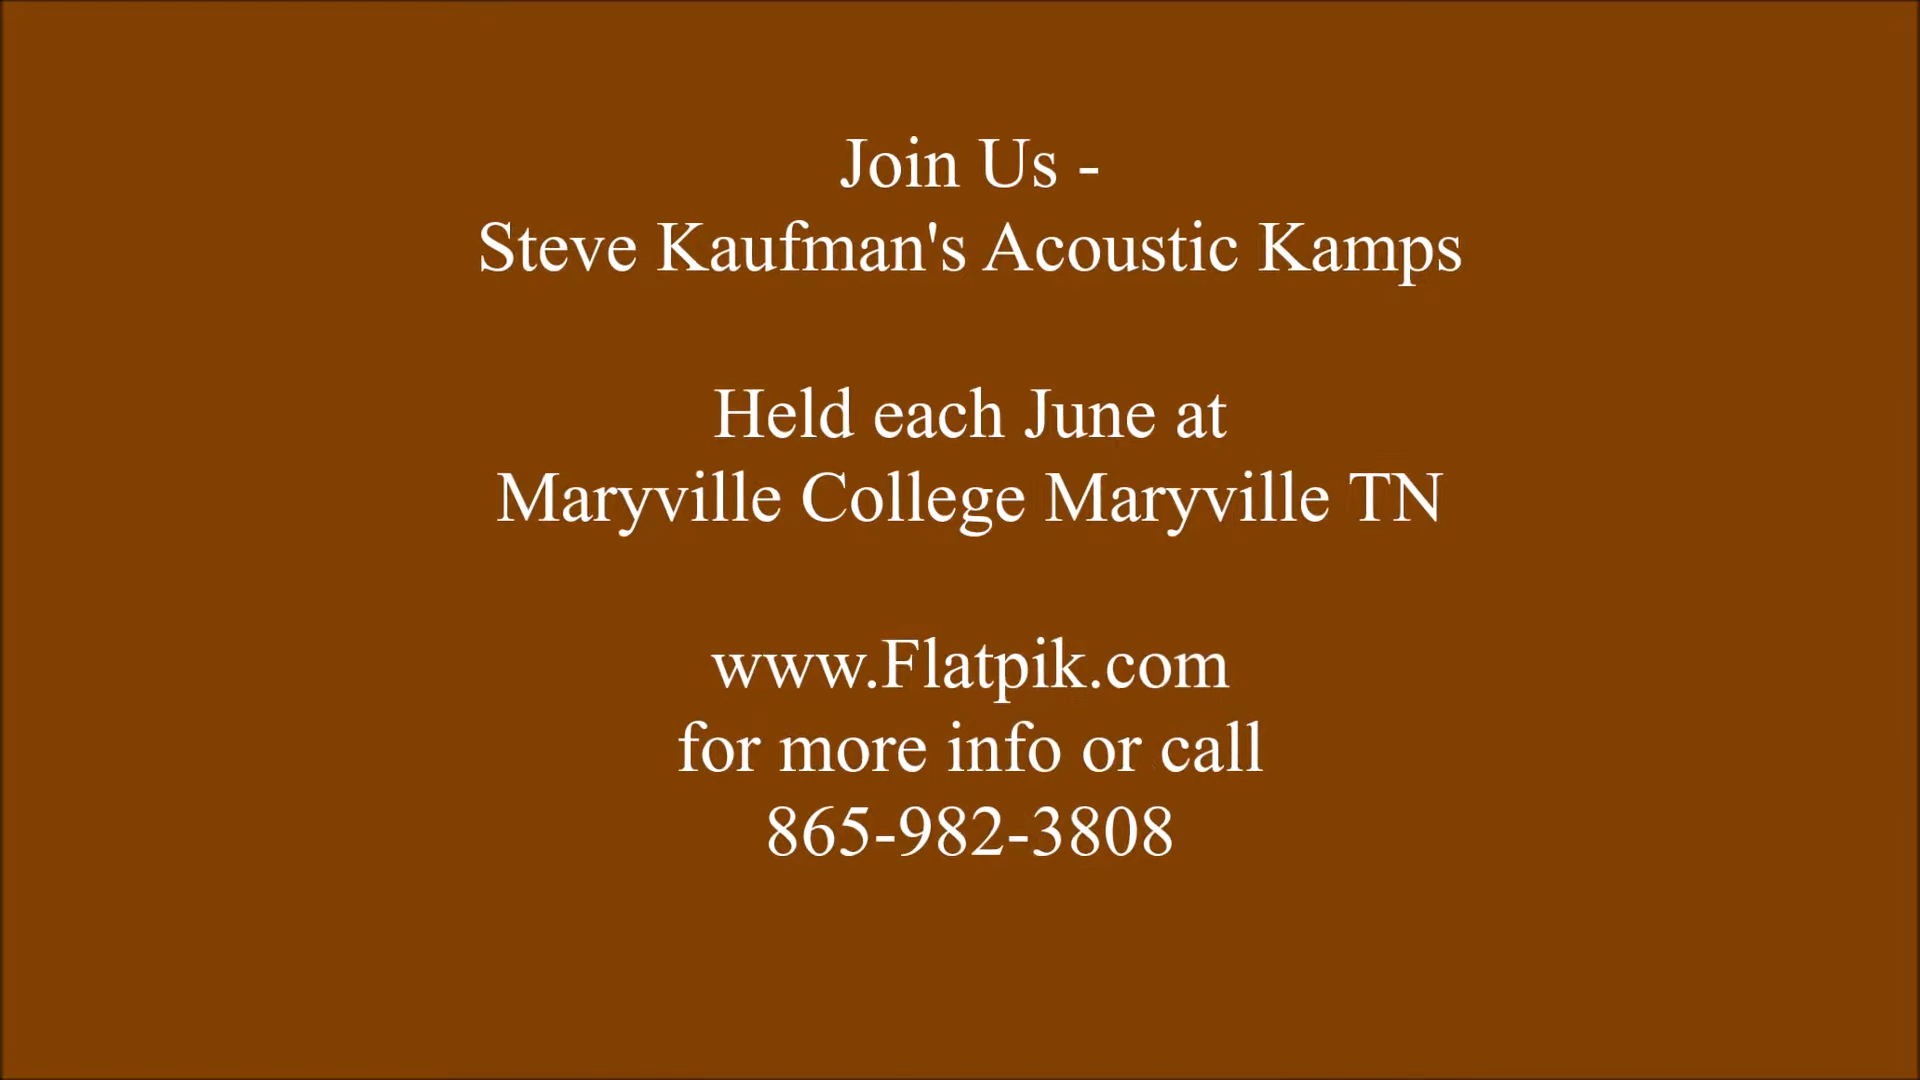 Join Us -
Steve Kaufman's Acoustic Kamps
Held each June at
Maryville College Maryville TN
www.Flatpik.com
for more info or call
865-982-3808